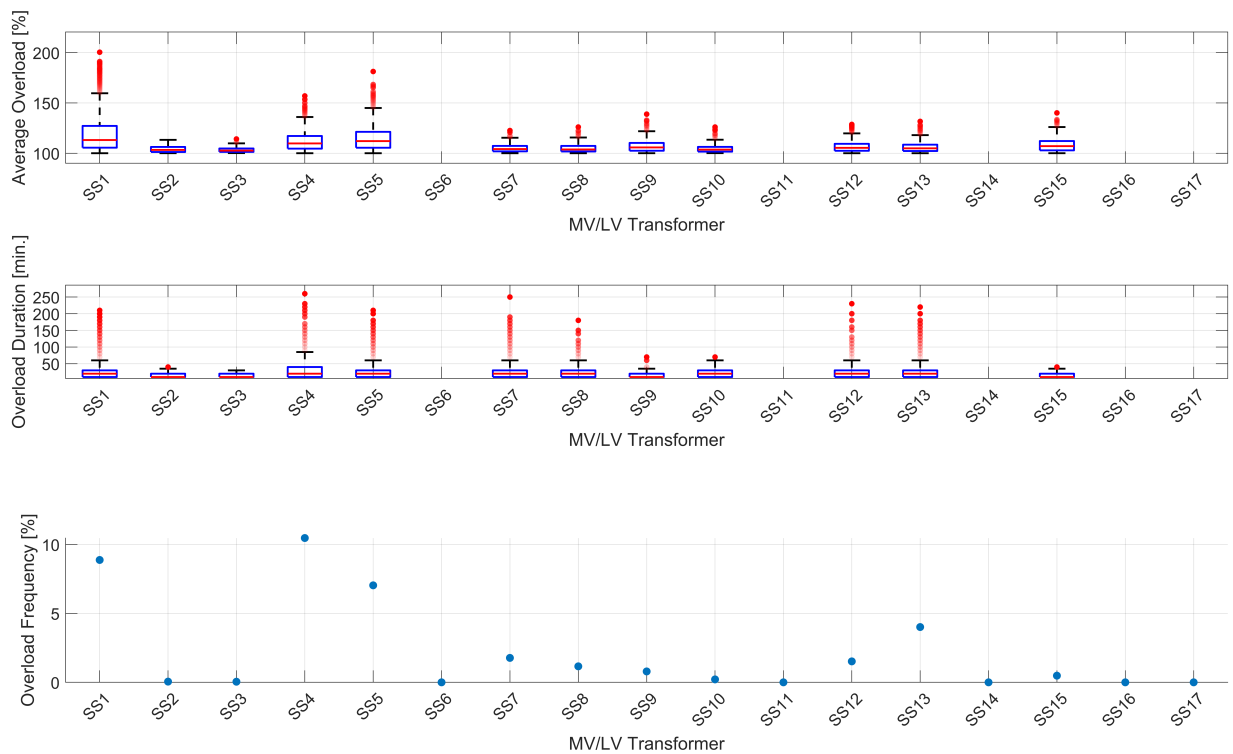 Average Overload [%]
200
150
100
SS1 SS2 SS3 SS4 SS5 SS6 SS7 SS8 SS9 SS10 SS11 SS12 SS13 SS14 SS15 SS16 SS17
MV/LV Transformer
Overload Duration [min.]
250
200
150
100
50
SS1 SS2 SS3 SS4 SS5 SS6 SS7 SS8 SS9 SS10 SS11 SS12 SS13 SS14 SS15 SS16 SS17
MV/LV Transformer
Overload Frequency [%]
10
5
0
SS1 SS2 SS3 SS4 SS5 SS6 SS7 SS8 SS9 SS10 SS11 SS12 SS13 SS14 SS15 SS16 SS17
MV/LV Transformer